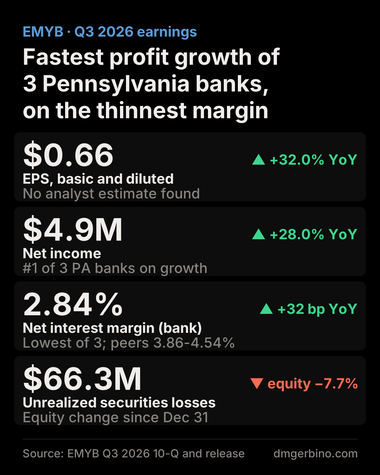 EMYB · Q3 2026 earnings
Fastest profit growth of
3 Pennsylvania banks,
on the thinnest margin
$0.66
▲ +32.0% YoY
EPS, basic and diluted
No analyst estimate found
$4.9M
▲ +28.0% YoY
Net income
#1 of 3 PA banks on growth
2.84%
▲ +32 bp YoY
Net interest margin (bank)
Lowest of 3; peers 3.86-4.54%
$66.3M
▼ equity −7.7%
Unrealized securities losses
Equity change since Dec 31
Source: EMYB Q3 2026 10-Q and release
dmgerbino.com